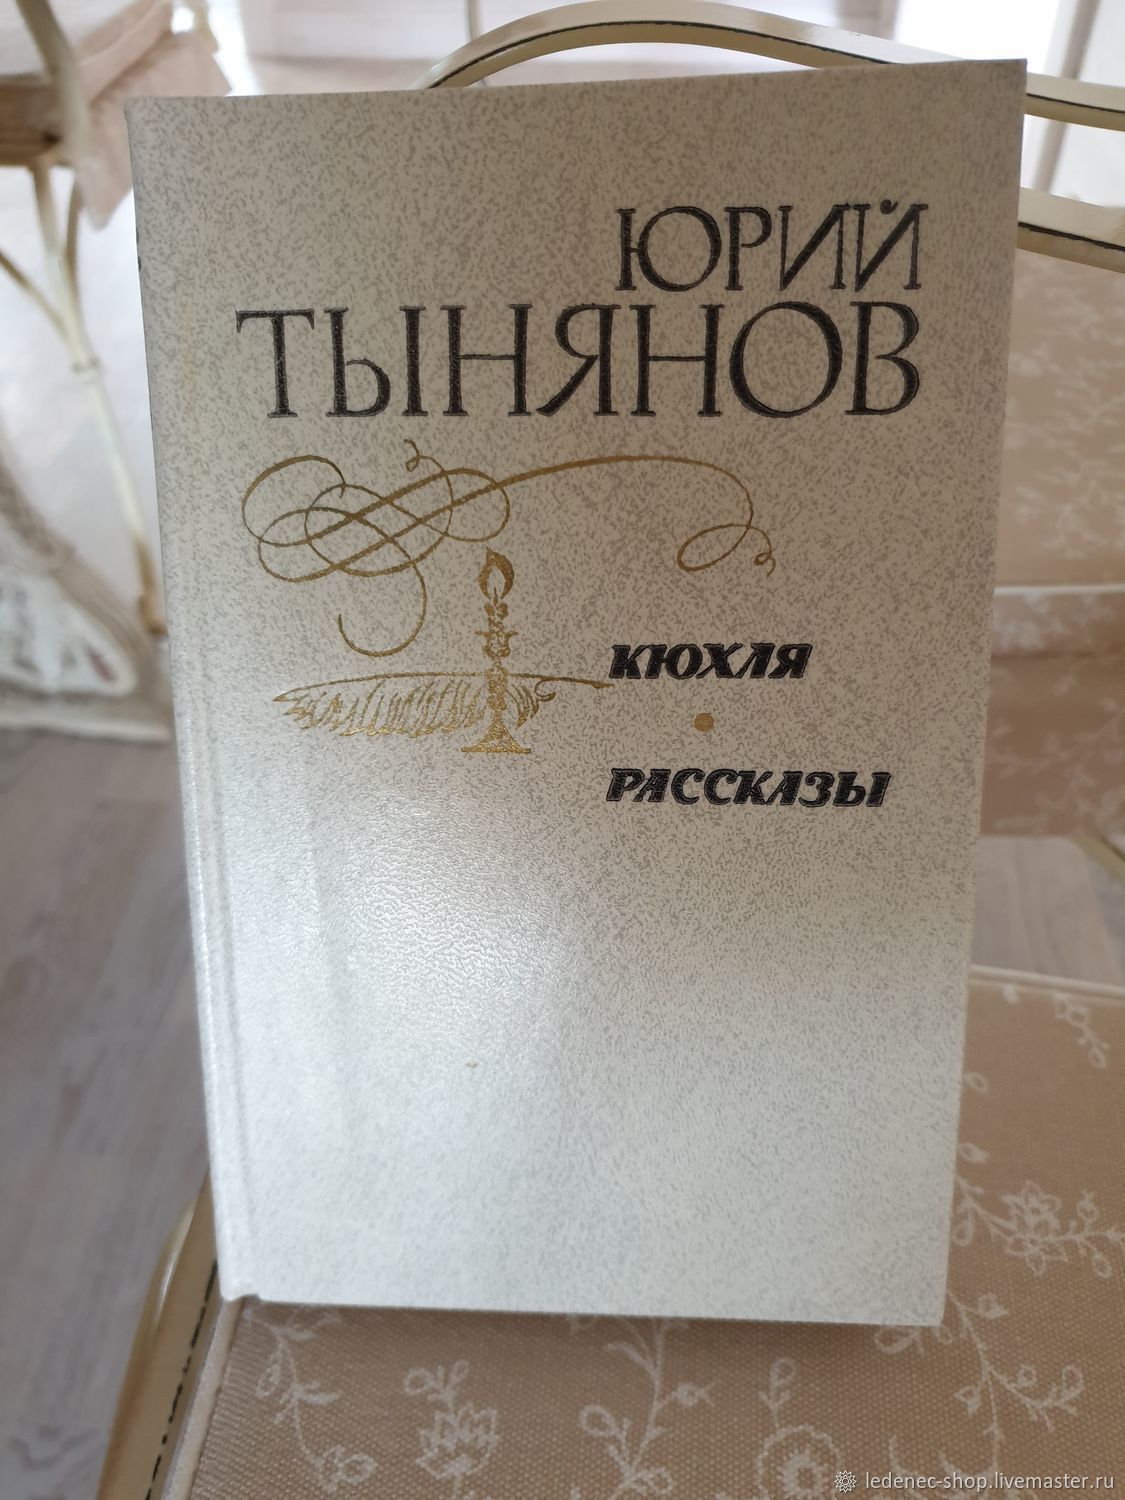 ЮРИЙ
ТЫНЯНОВ
КЮХЛЯ
РАССКАЗЫ
ledenec-shop.livemaster.ru